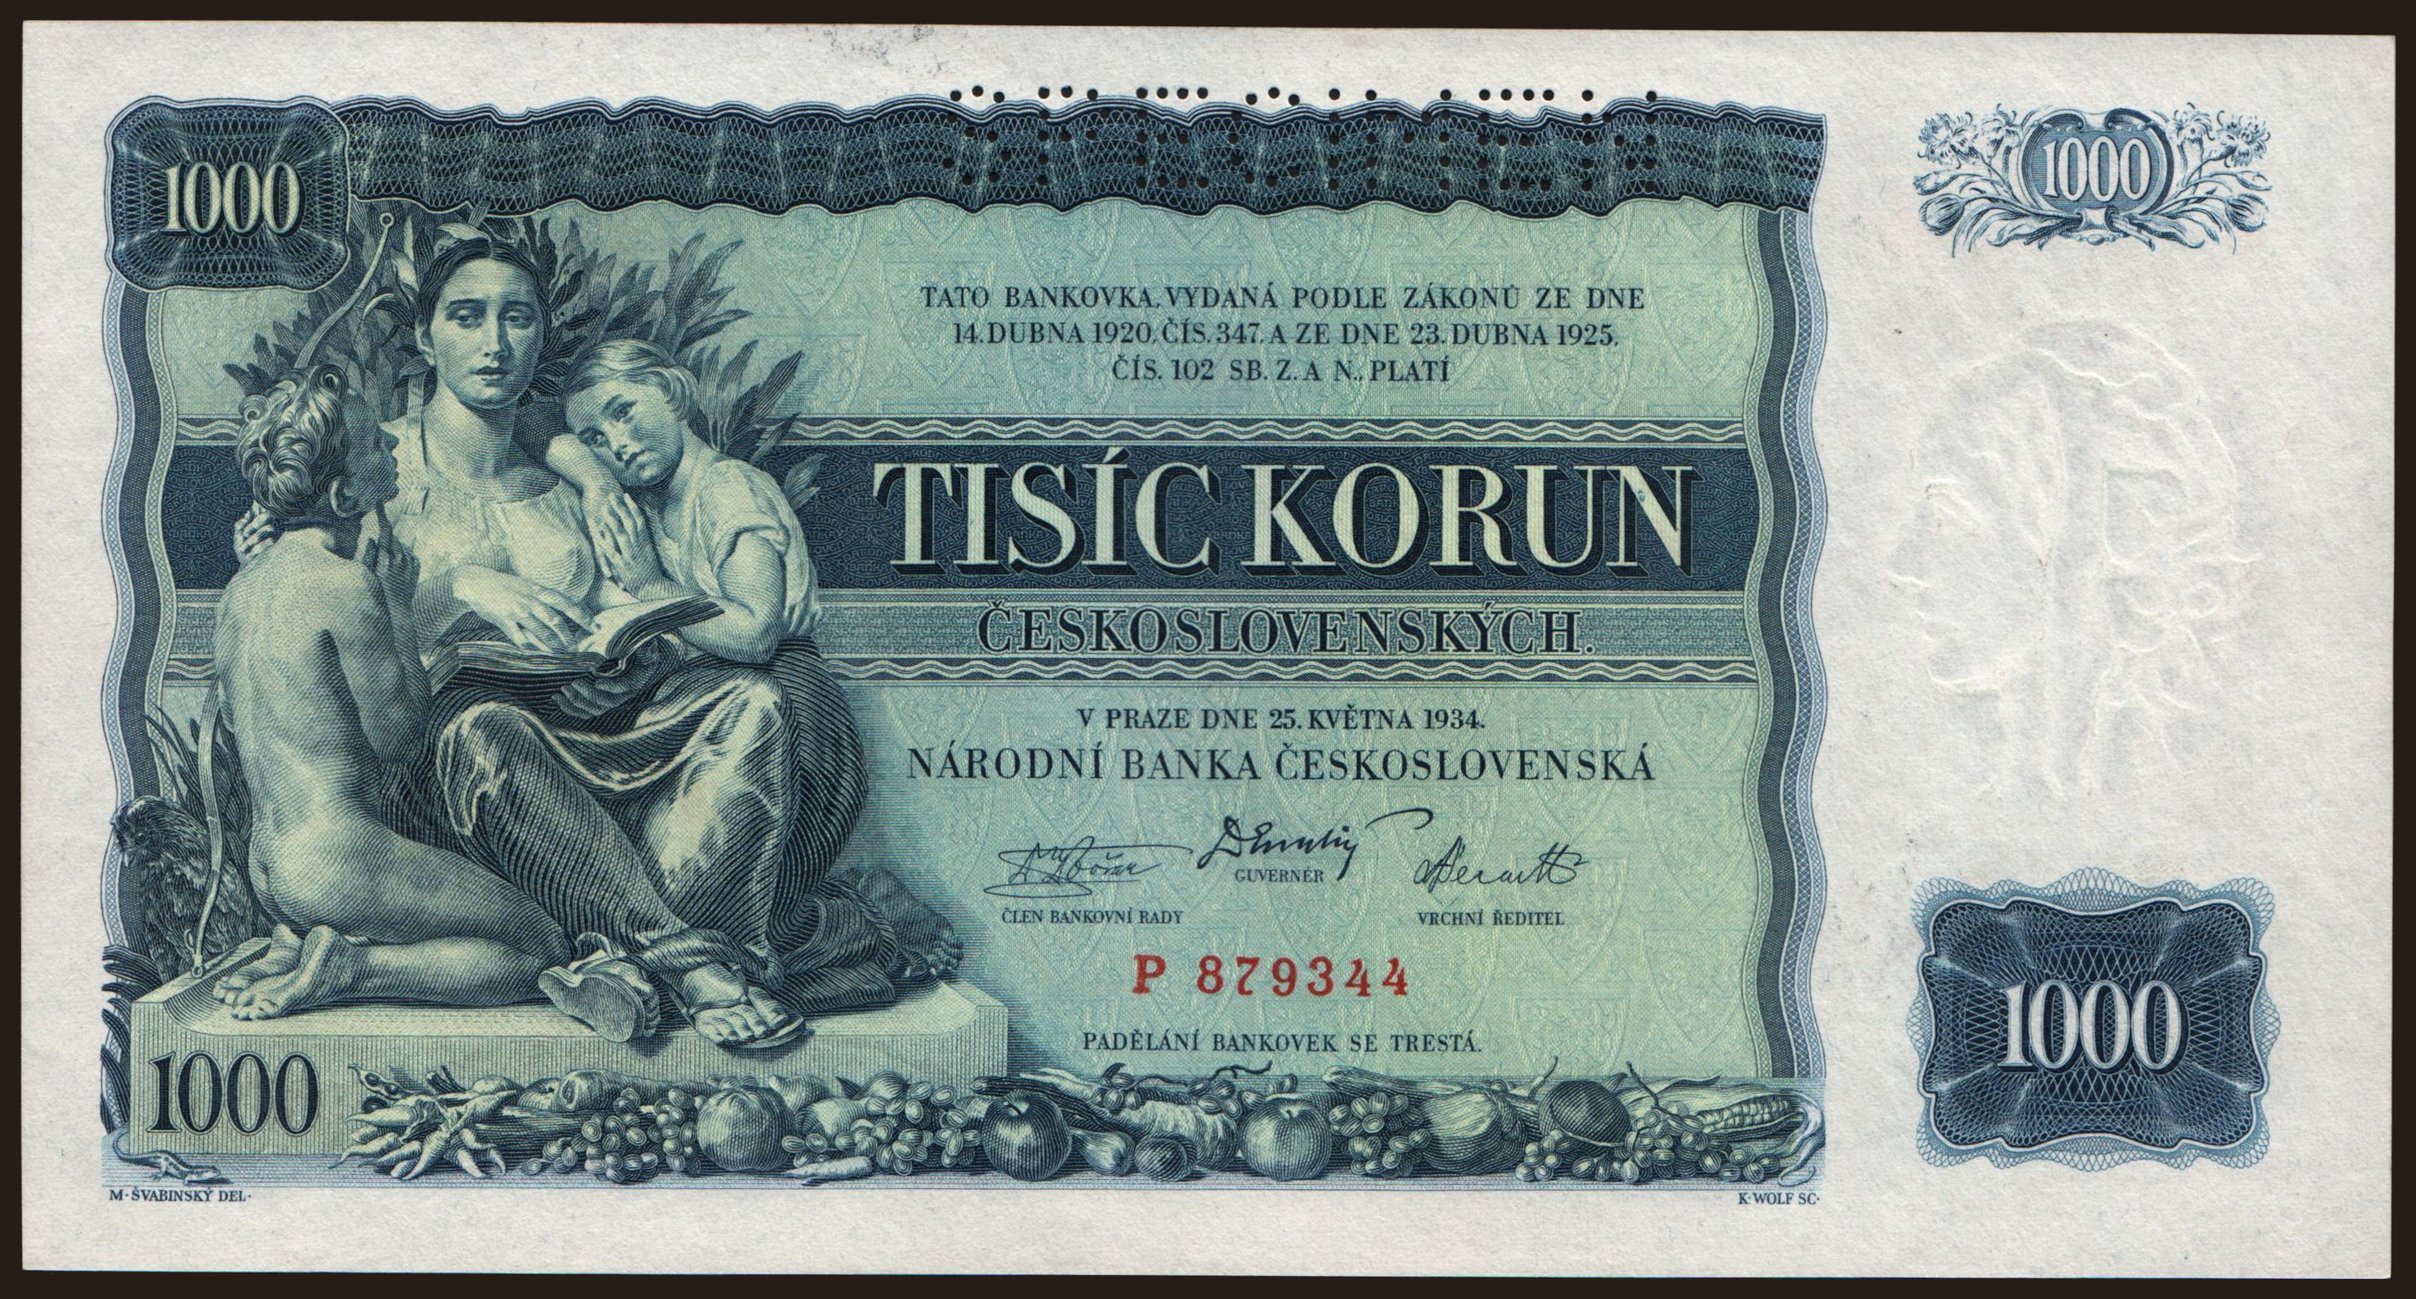 1000
1000
TATO BANKOVKA, VYDANÁ PODLE ZÁKONŮ ZE DNE
14. DUBNA 1920, ČÍS. 347, A ZE DNE 23. DUBNA 1925,
ČÍS. 102 SB. Z. A N., PLATÍ
TISÍC KORUN
ČESKOSLOVENSKÝCH.
V PRAZE DNE 25. KVĚTNA 1934.
NÁRODNÍ BANKA ČESKOSLOVENSKÁ
GUVERNÉR
ČLEN BANKOVNÍ RADY
VRCHNÍ ŘEDITEL
P 879344
PADĚLÁNÍ BANKOVEK SE TRESTÁ.
1000
1000
M·ŠVABINSKÝ DEL·
K·WOLF SC·